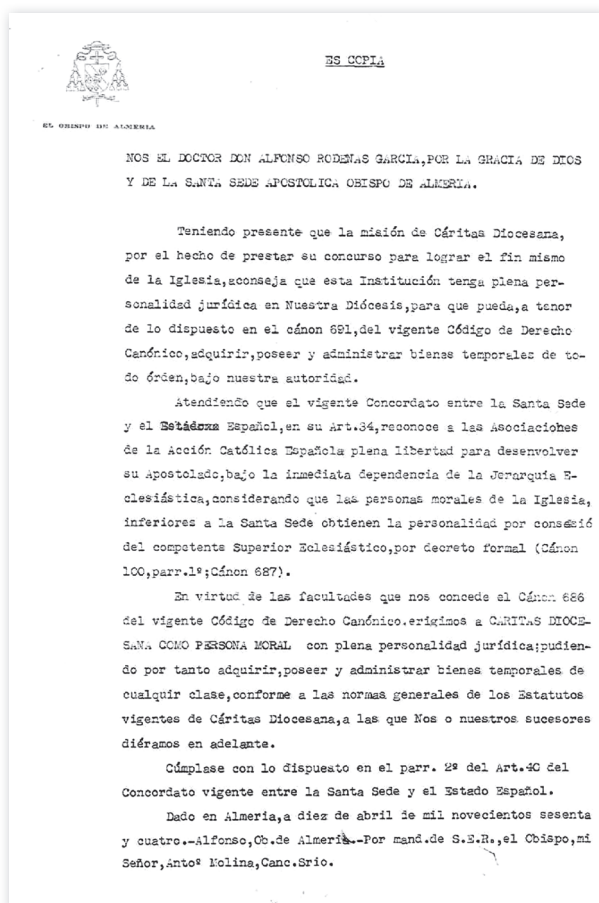 ES COPIA
EL OBISPO DE ALMERIA
NOS EL DOCTOR DON ALFONSO RODENAS GARCIA,POR LA GRACIA DE DIOS
Y DE LA SANTA SEDE APOSTOLICA OBISPO DE ALMERIA.
Teniendo presente que la misión de Cáritas Diocesana,
por el hecho de prestar su concurso para lograr el fin mismo
de la Iglesia,aconseja que esta Institución tenga plena per-
sonalidad jurídica en Nuestra Diócesis,para que pueda,a tenor
de lo dispuesto en el cánon 691,del vigente Código de Derecho
Canónico,adquirir,poseer y administrar bienes temporales de to-
do órden,bajo nuestra autoridad.
Atendiendo que el vigente Concordato entre la Santa Sede
y el Español,en su Art.34,reconoce a las Asociaciones
de la Acción Católica Española plena libertad para desenvolver
su Apostolado,bajo la inmediata dependencia de la Jerarquia E-
clesiástica,considerando que las personas morales de la Iglesia,
inferiores a la Santa Sede obtienen la personalidad por
del competente Superior Eclesiástico,por decreto formal (Cánon
100,parr.1º;Cánon 687).
En virtud de las facultades que nos concede el Cánon 686
del vigente Código de Derecho Canónico.erigimos a CARITAS DIOCE-
SANA COMO PERSONA MORAL con plena personalidad jurídica;pudien-
do por tanto adquirir,poseer y administrar bienes temporales de
cualquir clase,conforme a las normas generales de los Estatutos
vigentes de Cáritas Diocesana,a las que Nos o nuestros sucesores
diéramos en adelante.
Cúmplase con lo dispuesto en el parr. 2º del Art.40 del
Concordato vigente entre la Santa Sede y el Estado Español.
Dado en Almeria,a diez de abril de mil novecientos sesenta
y cuatro.-Alfonso,Ob.de Almería.-Por mand.de S.E.R.,el Obispo,mi
Señor,Antoº Molina,Canc.Srio.